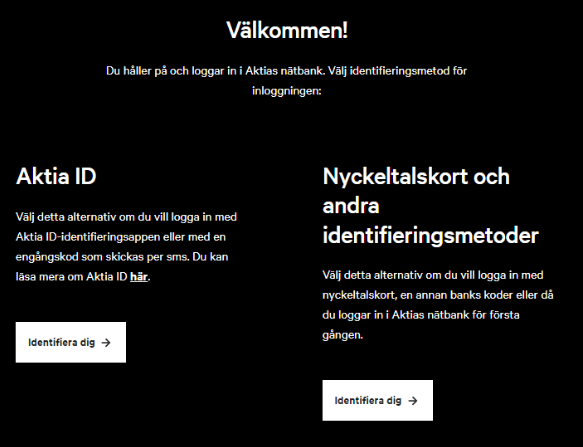 Välkommen!
Du håller på och loggar in i Aktias nätbank. Välj identifieringsmetod för
inloggningen:
Aktia ID
Välj detta alternativ om du vill logga in med
Aktia ID-identifieringsappen eller med en
engångskod som skickas per sms. Du kan
läsa mera om Aktia ID här.
Identifiera dig →
Nyckeltalskort och
andra
identifieringsmetoder
Välj detta alternativ om du vill logga in med
nyckeltalskort, en annan banks koder eller då
du loggar in i Aktias nätbank för första
gången.
Identifiera dig →